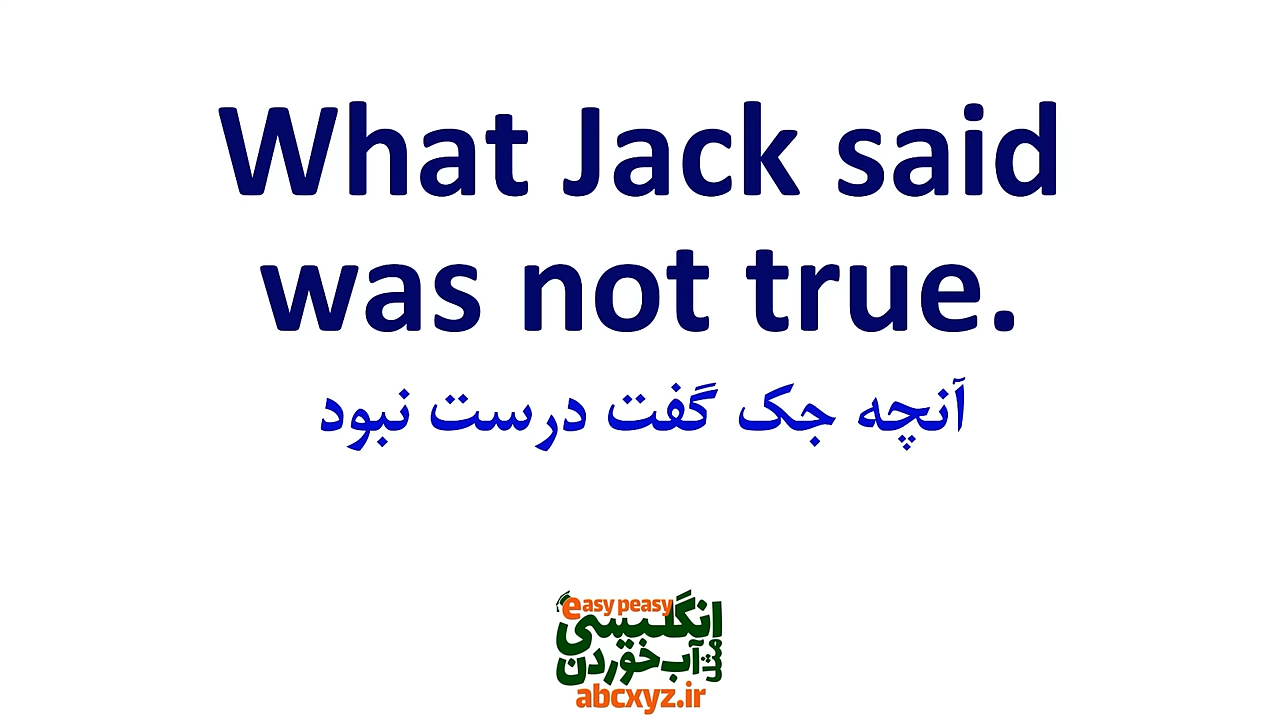 What Jack said
was not true.
آنچه جک گفت درست نبود
easy peasy
انگلیسی
مثل آب خوردن
abcxyz.ir